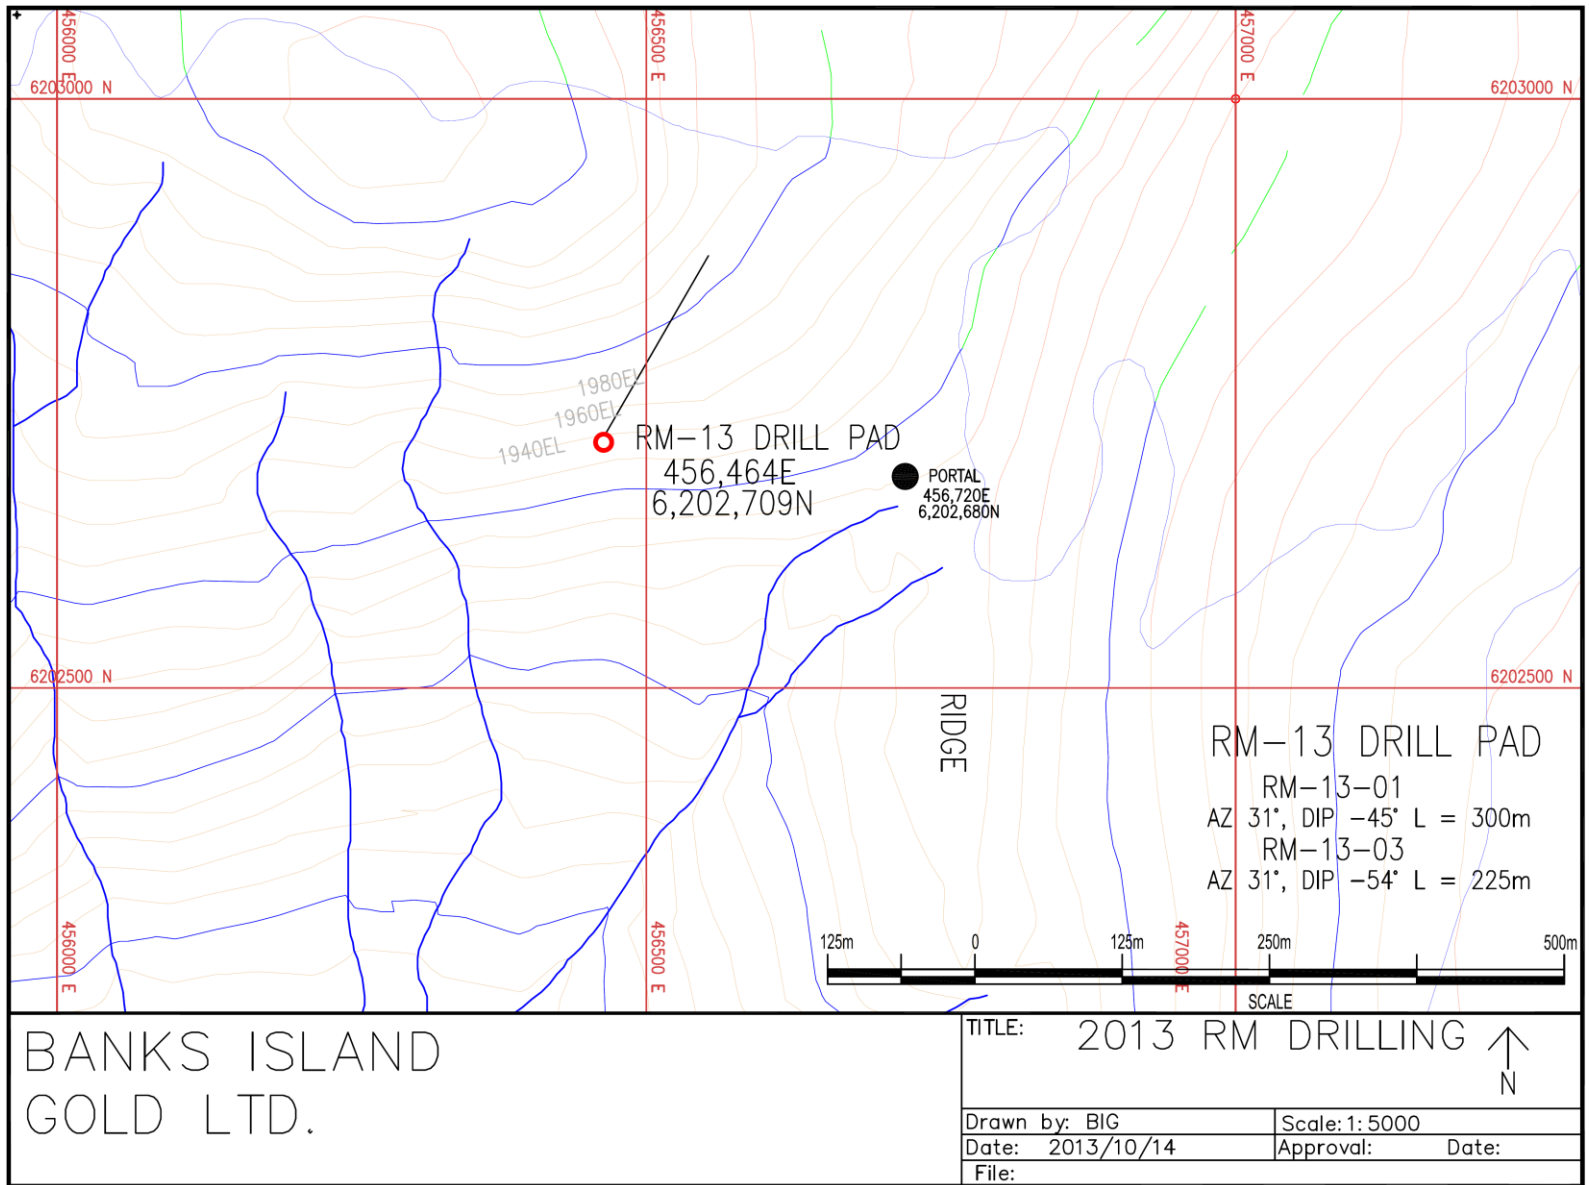 456000 E
456500 E
457000 E
6203000 N
6203000 N
1980EL
1960EL
1940EL
RM-13 DRILL PAD
456,464E
6,202,709N
PORTAL
456,720E
6,202,680N
6202500 N
6202500 N
RIDGE
RM-13 DRILL PAD
RM-13-01
AZ 31°, DIP -45° L = 300m
RM-13-03
AZ 31°, DIP -54° L = 225m
456000 E
456500 E
457000 E
125m 0 125m 250m 500m
SCALE
BANKS ISLAND
GOLD LTD.
TITLE: 2013 RM DRILLING
N
Drawn by: BIG
Scale: 1: 5000
Date: 2013/10/14
Approval: Date:
File: